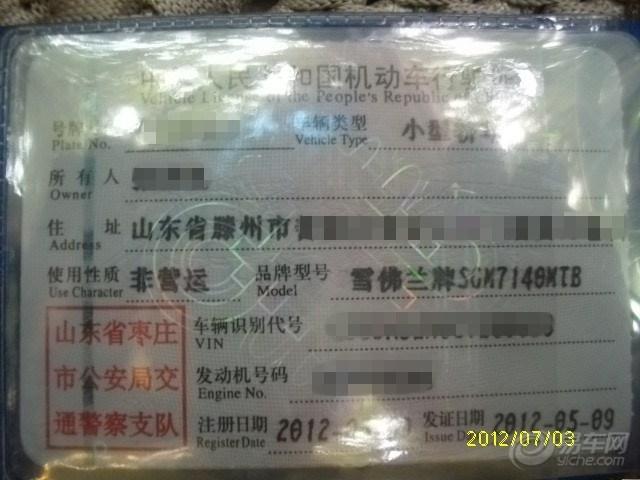 中 人民 和国机动车行驶
Vehicle License of the People's Republic of
号牌
Plate No.
车辆类型 小型轿车
Vehicle Type
所有人
Owner
住 址 山东省滕州市
Address
使用性质 非营运 品牌型号 雪佛兰牌SGM7140MTB
Use Character Model
山东省枣庄
市公安局交
通警察支队
车辆识别代号
VIN
发动机号码
Engine No.
注册日期 2012- 发证日期 2012-05-09
Register Date Issue
2012/07/03
易车网
yiche.com